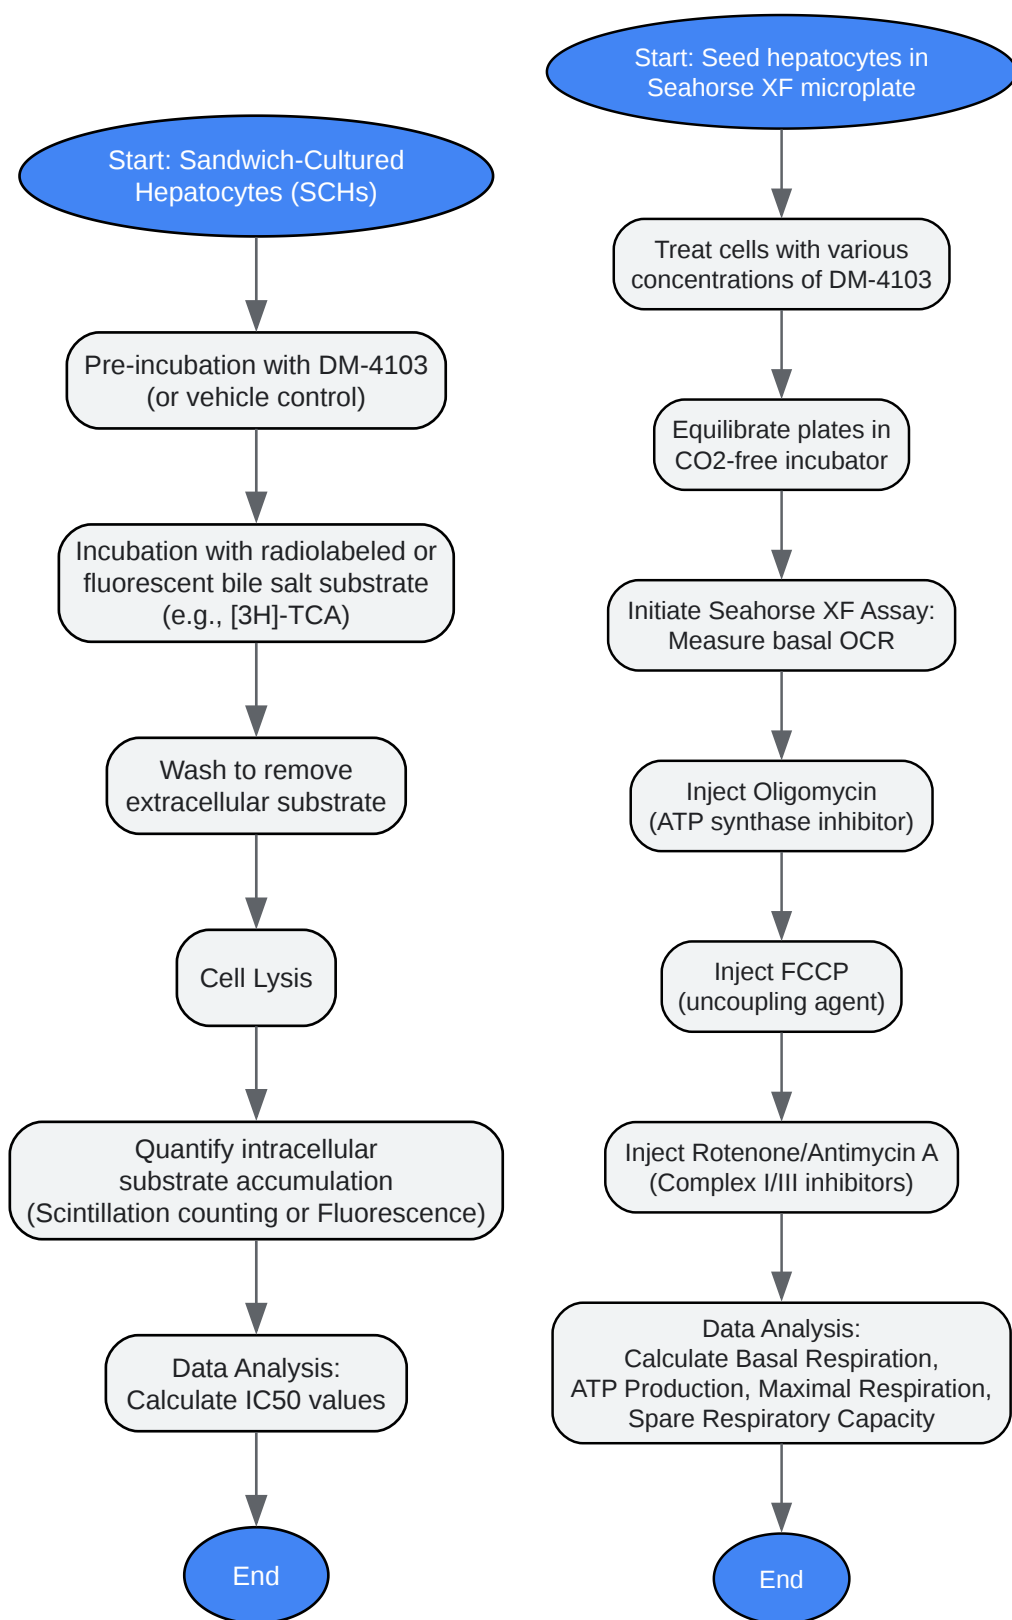 Start: Sandwich-Cultured
Hepatocytes (SCHs)
Pre-incubation with DM-4103
(or vehicle control)
Incubation with radiolabeled or
fluorescent bile salt substrate
(e.g., [3H]-TCA)
Wash to remove
extracellular substrate
Cell Lysis
Quantify intracellular
substrate accumulation
(Scintillation counting or Fluorescence)
Data Analysis:
Calculate IC50 values
End
Start: Seed hepatocytes in
Seahorse XF microplate
Treat cells with various
concentrations of DM-4103
Equilibrate plates in
CO2-free incubator
Initiate Seahorse XF Assay:
Measure basal OCR
Inject Oligomycin
(ATP synthase inhibitor)
Inject FCCP
(uncoupling agent)
Inject Rotenone/Antimycin A
(Complex I/III inhibitors)
Data Analysis:
Calculate Basal Respiration,
ATP Production, Maximal Respiration,
Spare Respiratory Capacity
End